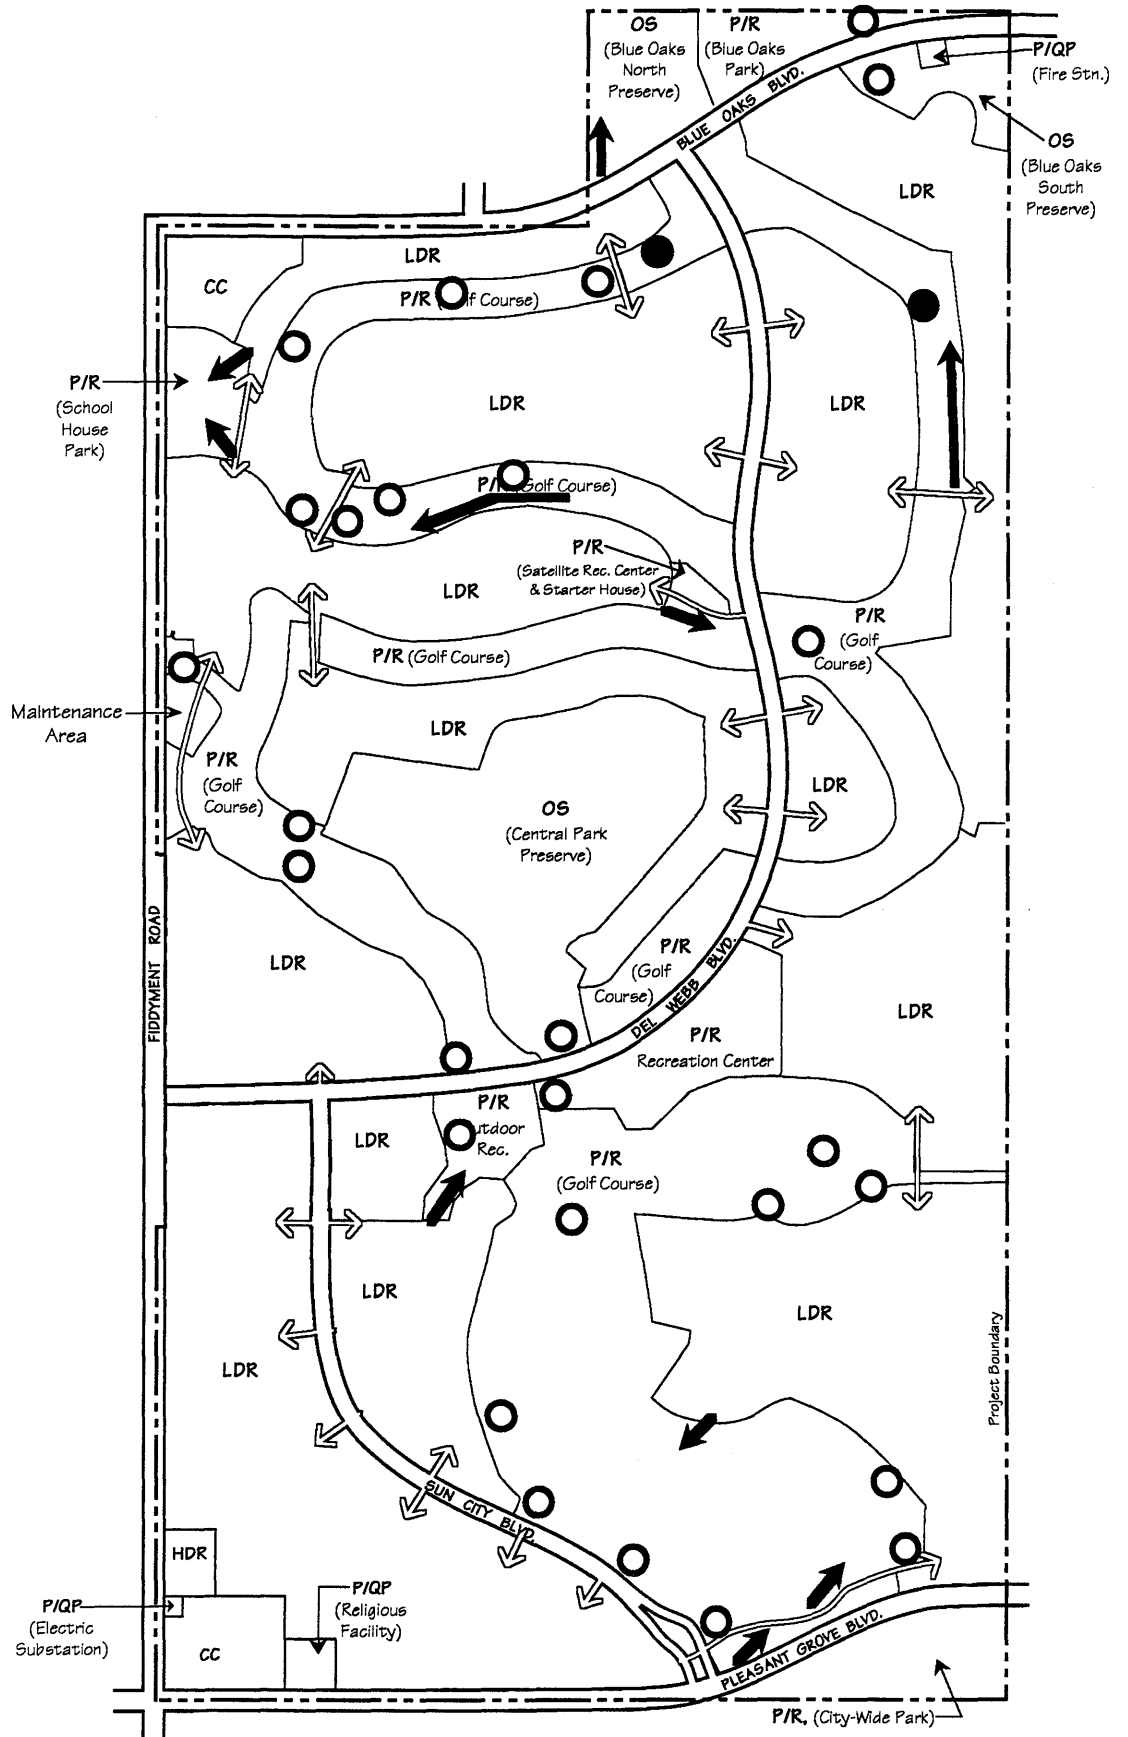 OS
(Blue Oaks
North
Preserve)
P/R
(Blue Oaks
Park)
BLUE OAKS BLVD.
P/QP
(Fire Stn.)
OS
(Blue Oaks
South
Preserve)
LDR
LDR
CC
P/R
lf Course)
P/R
(School
House
Park)
LDR
LDR
P/R
(Golf Course)
P/R
(Satellite Rec. Center
& Starter House)
LDR
P/R
(Golf
Course)
P/R (Golf Course)
Maintenance
Area
LDR
P/R
(Golf
Course)
LDR
OS
(Central Park
Preserve)
FIDDYMENT ROAD
LDR
P/R
(Golf
Course)
DEL WEBB BLVD.
LDR
P/R
Recreation Center
P/R
utdoor
Rec.
LDR
P/R
(Golf Course)
LDR
LDR
LDR
Project Boundary
SUN CITY BLVD.
HDR
P/QP
(Electric
Substation)
P/QP
(Religious
Facility)
CC
PLEASANT GROVE BLVD.
P/R, (City-Wide Park)